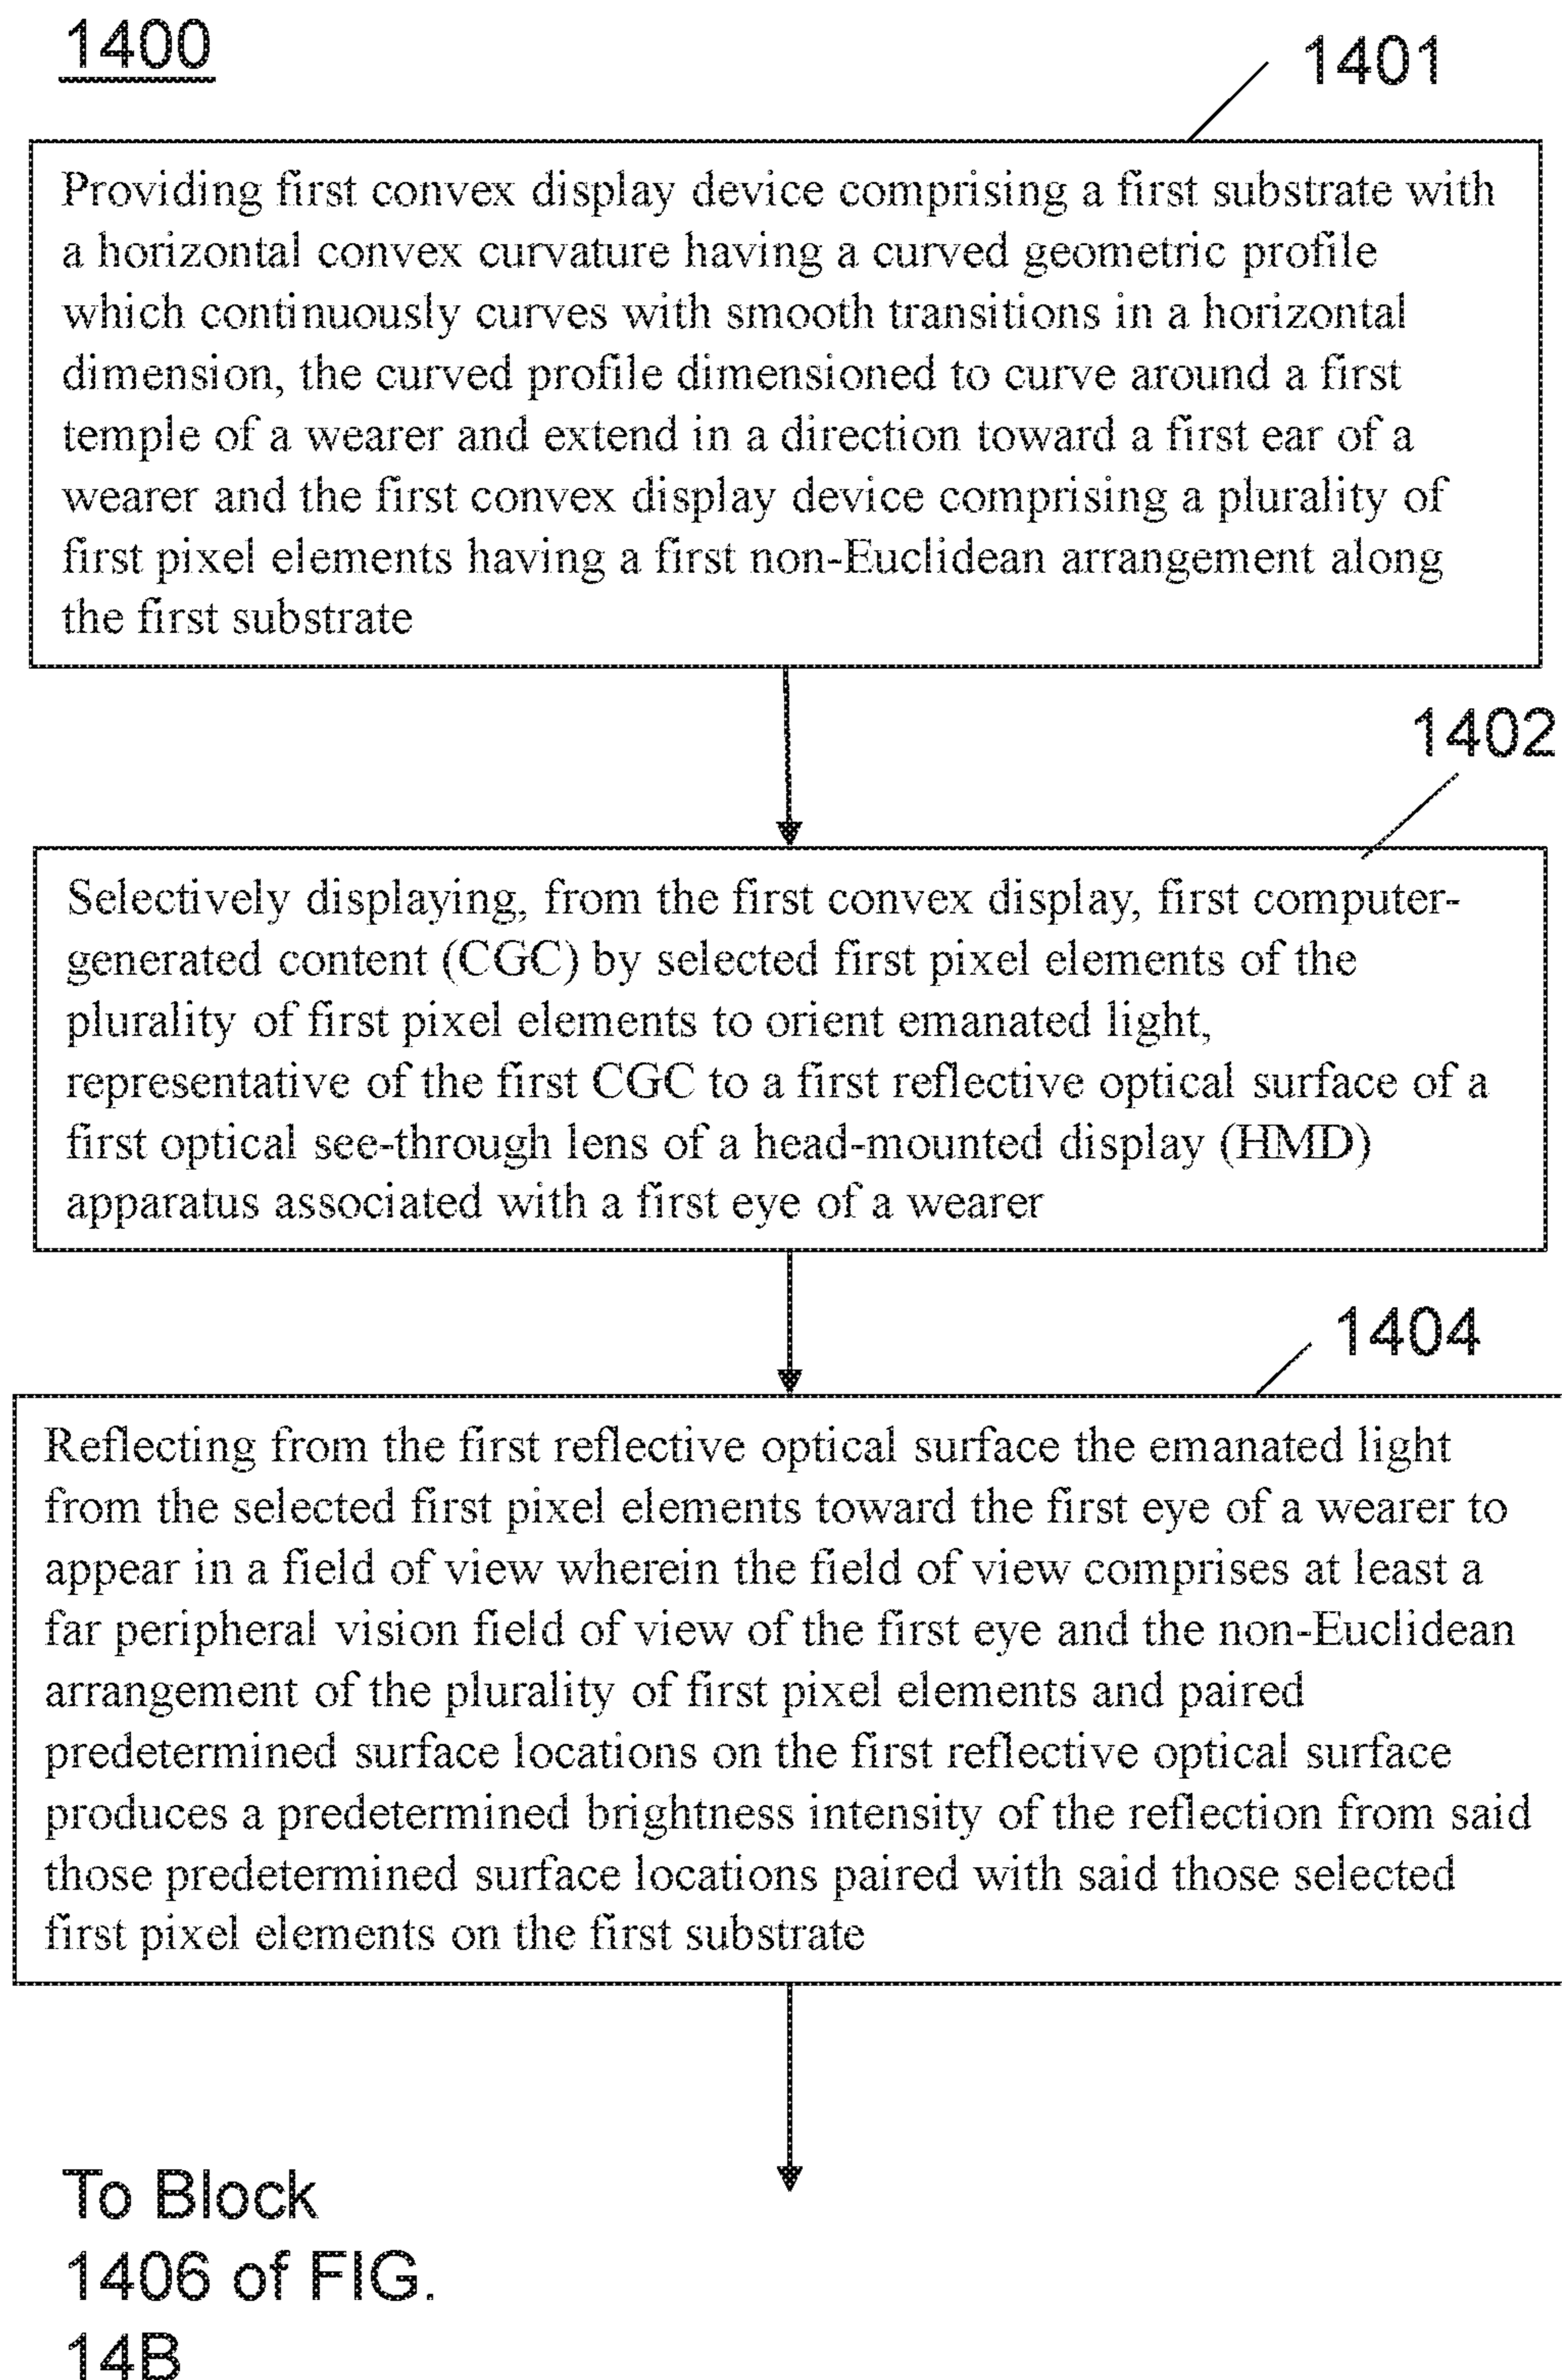 1400
1401
Providing first convex display device comprising a first substrate with
a horizontal convex curvature having a curved geometric profile
which continuously curves with smooth transitions in a horizontal
dimension, the curved profile dimensioned to curve around a first
temple of a wearer and extend in a direction toward a first ear of a
wearer and the first convex display device comprising a plurality of
first pixel elements having a first non-Euclidean arrangement along
the first substrate
1402
Selectively displaying, from the first convex display, first computer-
generated content (CGC) by selected first pixel elements of the
plurality of first pixel elements to orient emanated light,
representative of the first CGC to a first reflective optical surface of a
first optical see-through lens of a head-mounted display (HMD)
apparatus associated with a first eye of a wearer
1404
Reflecting from the first reflective optical surface the emanated light
from the selected first pixel elements toward the first eye of a wearer to
appear in a field of view wherein the field of view comprises at least a
far peripheral vision field of view of the first eye and the non-Euclidean
arrangement of the plurality of first pixel elements and paired
predetermined surface locations on the first reflective optical surface
produces a predetermined brightness intensity of the reflection from said
those predetermined surface locations paired with said those selected
first pixel elements on the first substrate
To Block
1406 of FIG.
14B